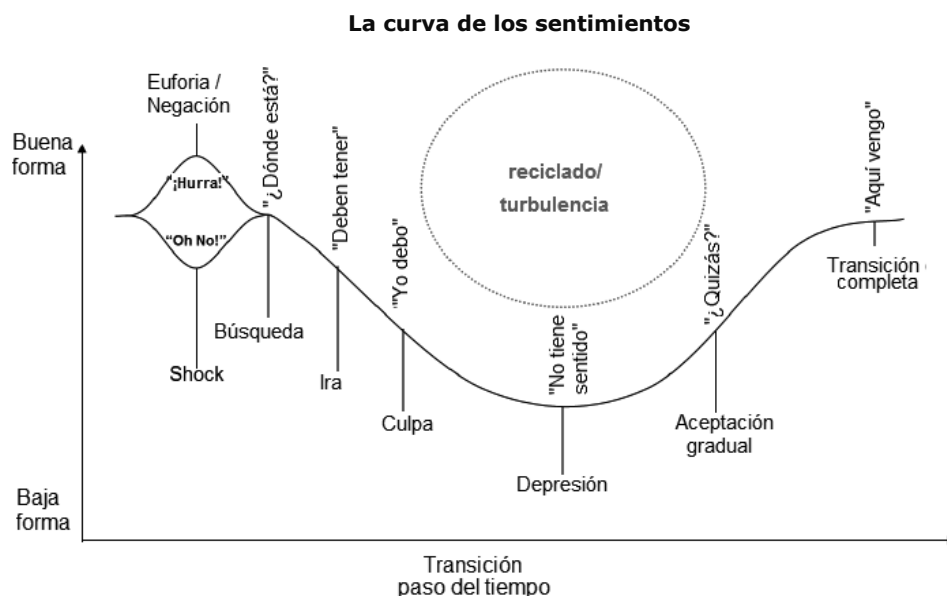 La curva de los sentimientos
Euforia /
Negación
"¿Dónde está?"
Buena
forma
"¡Hurra!"
"Oh No!"
"Deben tener"
"Yo debo"
reciclado/
turbulencia
"Aquí vengo"
"¿Quizás?"
"No tiene
sentido"
Transición
completa
Búsqueda
Shock
Ira
Culpa
Aceptación
gradual
Depresión
Baja
forma
Transición
paso del tiempo